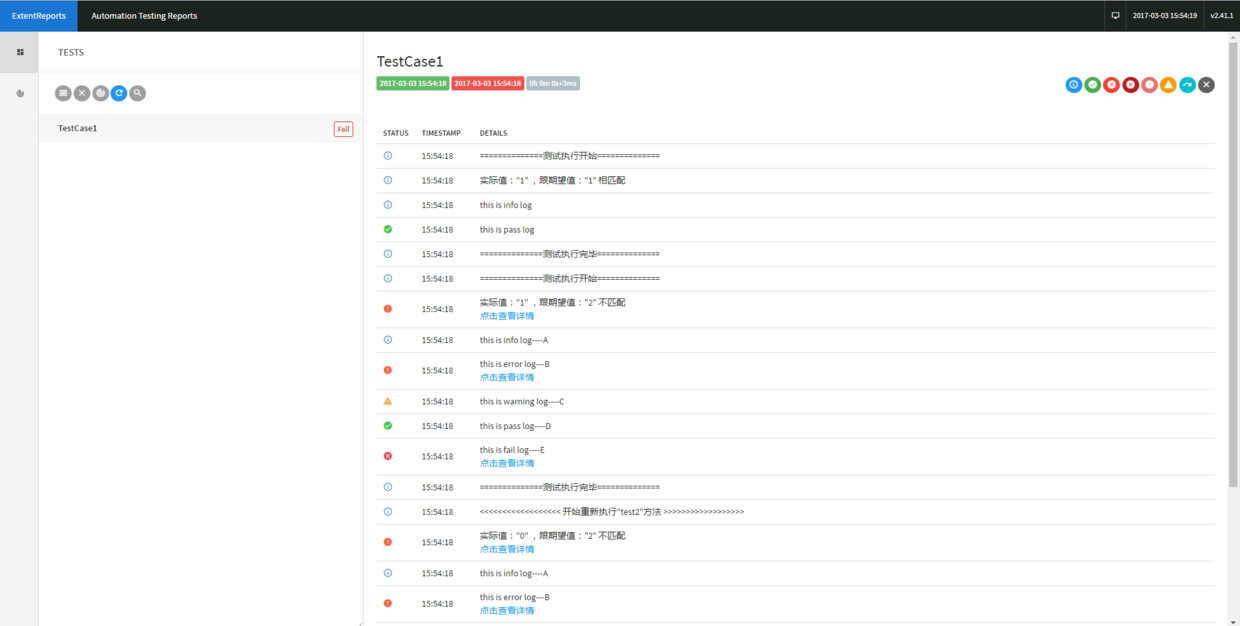 ExtentReports
Automation Testing Reports
2017-03-03 15:54:19
v2.41.1
TESTS
TestCase1
Fail
TestCase1
2017-03-03 15:54:18 2017-03-03 15:54:18 0h 0m 0s+3ms
STATUS TIMESTAMP DETAILS
15:54:18 ==============测试执行开始==============
15:54:18 实际值："1" ，跟期望值："1" 相匹配
15:54:18 this is info log
15:54:18 this is pass log
15:54:18 ==============测试执行完毕==============
15:54:18 ==============测试执行开始==============
15:54:18 实际值："1" ，跟期望值："2" 不匹配
点击查看详情
15:54:18 this is info log----A
15:54:18 this is error log---B
点击查看详情
15:54:18 this is warning log----C
15:54:18 this is pass log----D
15:54:18 this is fail log----E
点击查看详情
15:54:18 ==============测试执行完毕==============
15:54:18 <<<<<<<<<<<<<<<<<< 开始重新执行"test2"方法 >>>>>>>>>>>>>>>>>>
15:54:18 实际值："0" ，跟期望值："2" 不匹配
点击查看详情
15:54:18 this is info log----A
15:54:18 this is error log---B
点击查看详情